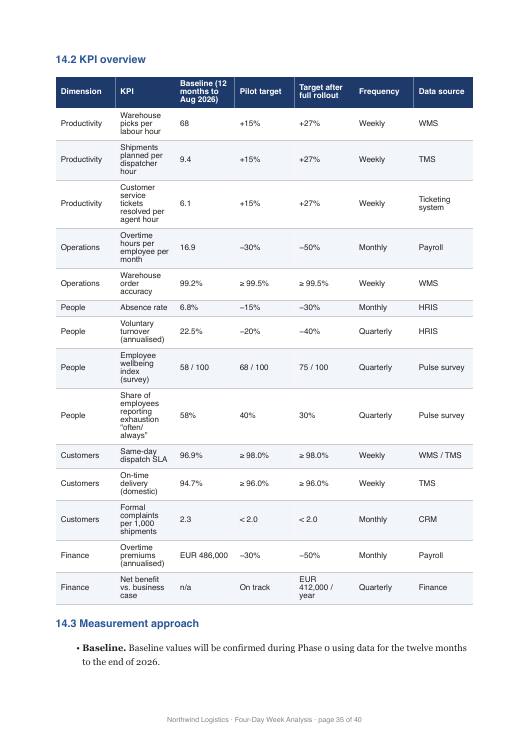 14.2 KPI overview
Dimension KPI Baseline (12 months to Aug 2026) Pilot target Target after full rollout Frequency Data source
Productivity Warehouse picks per labour hour 68 +15% +27% Weekly WMS
Productivity Shipments planned per dispatcher hour 9.4 +15% +27% Weekly TMS
Productivity Customer service tickets resolved per agent hour 6.1 +15% +27% Weekly Ticketing system
Operations Overtime hours per employee per month 16.9 –30% –50% Monthly Payroll
Operations Warehouse order accuracy 99.2% ≥ 99.5% ≥ 99.5% Weekly WMS
People Absence rate 6.8% –15% –30% Monthly HRIS
People Voluntary turnover (annualised) 22.5% –20% –40% Quarterly HRIS
People Employee wellbeing index (survey) 58 / 100 68 / 100 75 / 100 Quarterly Pulse survey
People Share of employees reporting exhaustion "often/ always" 58% 40% 30% Quarterly Pulse survey
Customers Same-day dispatch SLA 96.9% ≥ 98.0% ≥ 98.0% Weekly WMS / TMS
Customers On-time delivery (domestic) 94.7% ≥ 96.0% ≥ 96.0% Weekly TMS
Customers Formal complaints per 1,000 shipments 2.3 < 2.0 < 2.0 Monthly CRM
Finance Overtime premiums (annualised) EUR 486,000 –30% –50% Monthly Payroll
Finance Net benefit vs. business case n/a On track EUR 412,000 / year Quarterly Finance
14.3 Measurement approach
• Baseline. Baseline values will be confirmed during Phase 0 using data for the twelve months
to the end of 2026.
Northwind Logistics · Four-Day Week Analysis · page 35 of 40